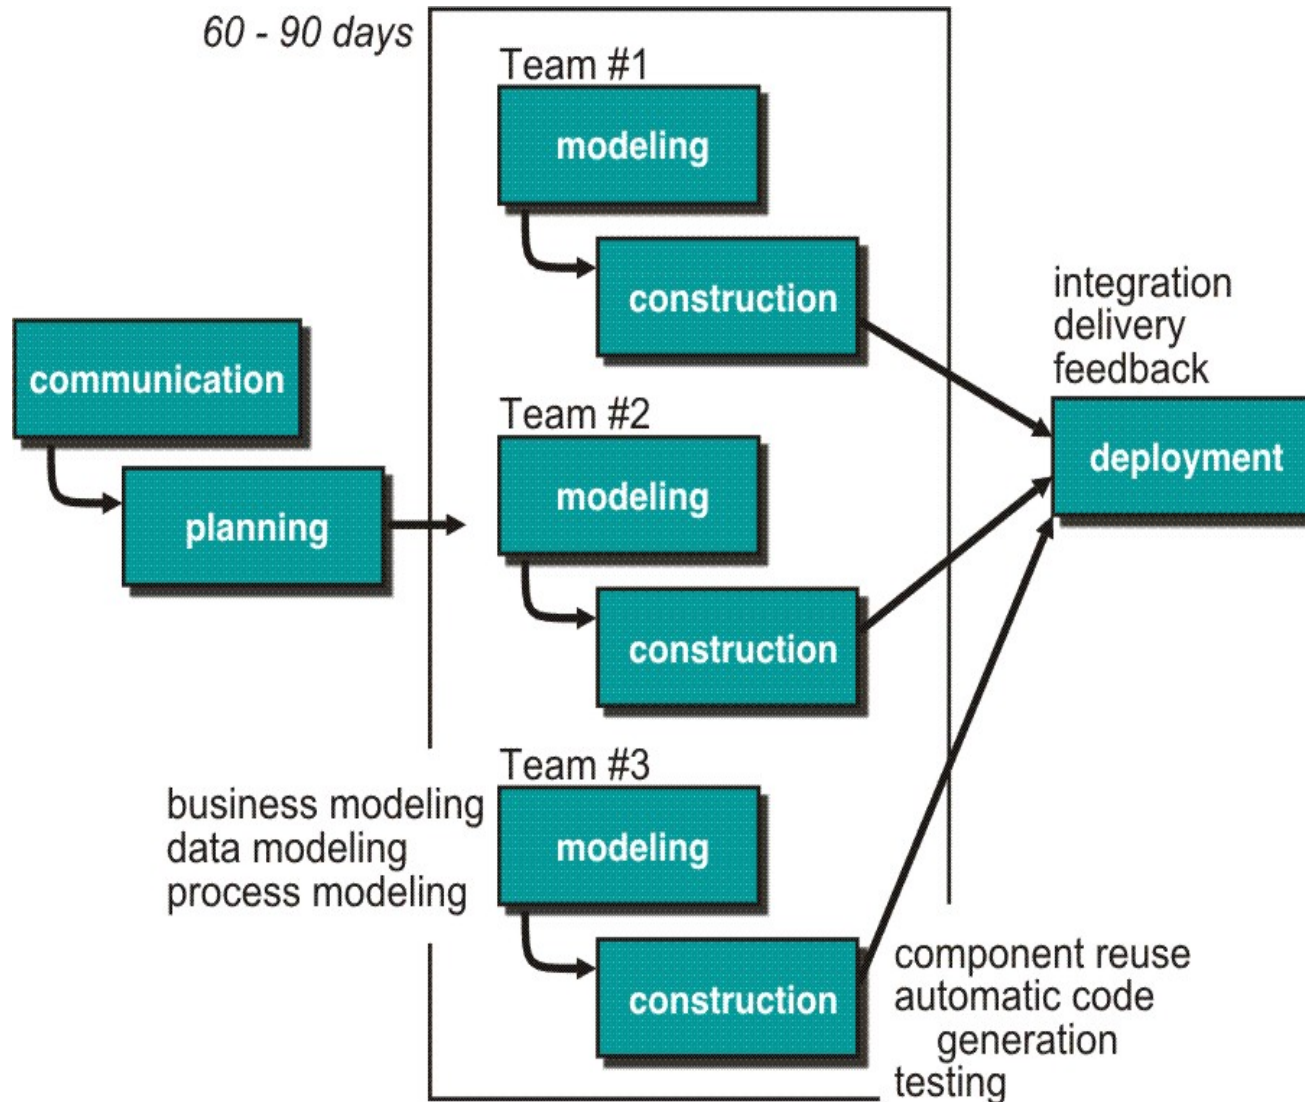 60 - 90 days
Team #1
modeling
construction
communication
planning
Team #2
modeling
construction
integration
delivery
feedback
deployment
Team #3
business modeling
data modeling
process modeling
modeling
construction
component reuse
automatic code
generation
testing